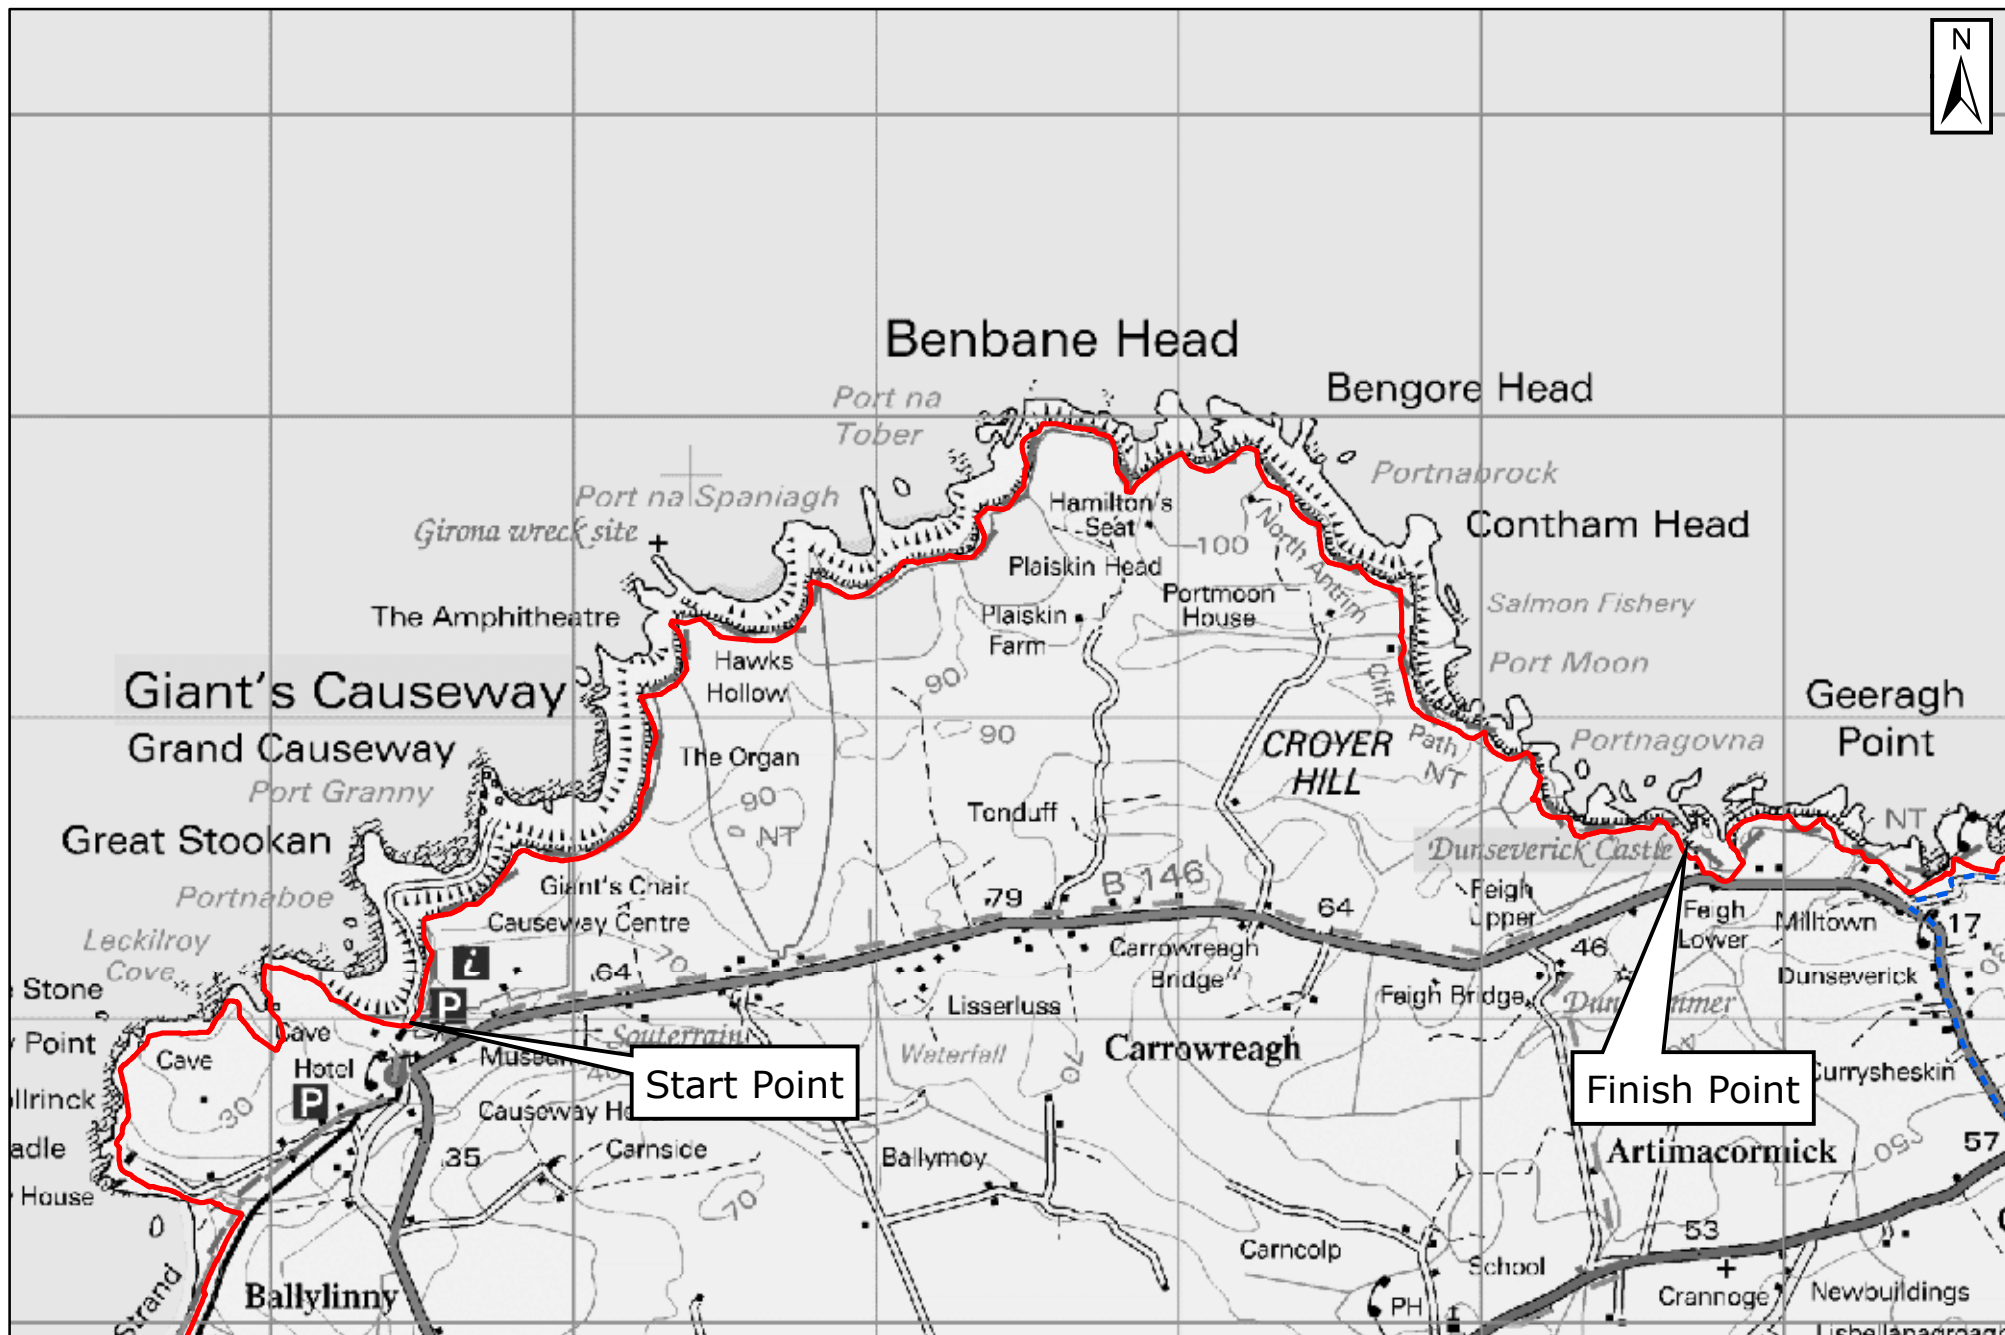 N
Benbane Head
Bengore Head
Port na
Tober
Portnabrock
Port na Spaniagh
Girona wreck site
Hamilton's
Seat
Contham Head
100
North Antrim
Cliff
Path
Plaiskin Head
Portmoon
House
Salmon Fishery
The Amphitheatre
Plaiskin
Farm
Port Moon
Hawks
Hollow
90
Giant's Causeway
Geeragh
Point
Grand Causeway
The Organ
90
CROYER
HILL
Portnagovna
NT
Port Granny
90
NT
Tonduff
NT
Great Stookan
Dunseverick Castle
Giant's Chair
B 146
Portnaboe
79
Feigh
Upper
Feigh
Lower
Causeway Centre
64
Milltown
17
Leckilroy
Cove
Carrowreagh
Bridge
46
Stone
i
64
70
Lisserluss
Feigh Bridge
Dunseverick
P
Point
Cave
Cave
Souterrain
Waterfall
Carrowreagh
Hotel
Start Point
Finish Point
Currysheskin
P
30
70
35
Carnside
Ballymoy
Artimacormick
50
57
House
0
70
53
Carncolp
School
Strand
Ballylinny
PH
Crannoge
Newbuildings